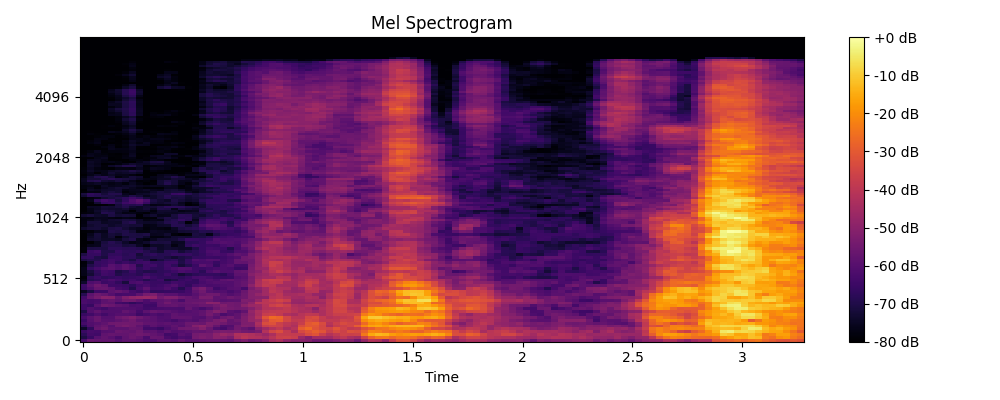 Mel Spectrogram
+0 dB
-10 dB
-20 dB
-30 dB
-40 dB
-50 dB
-60 dB
-70 dB
-80 dB
4096
2048
1024
512
0
Hz
0
0.5
1
1.5
2
2.5
3
Time